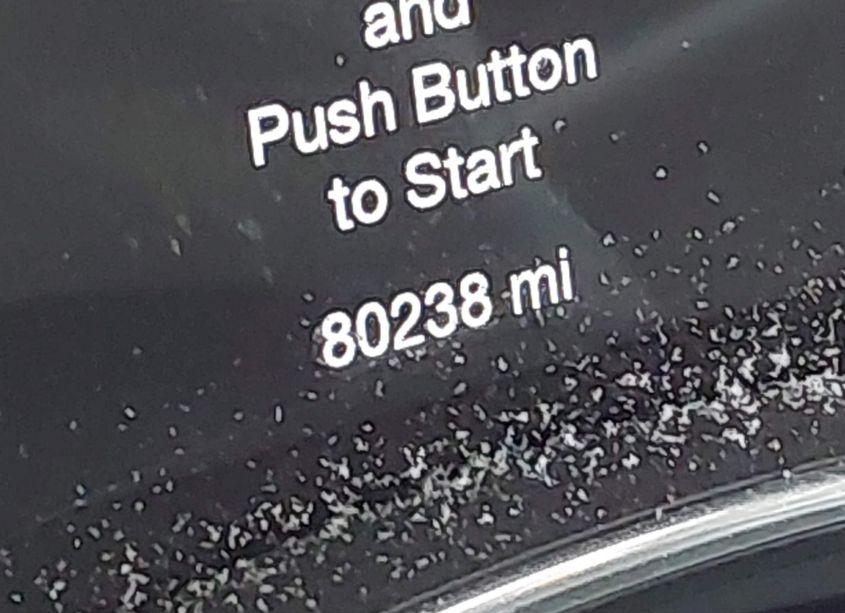 and
Push Button
to Start
80238 mi